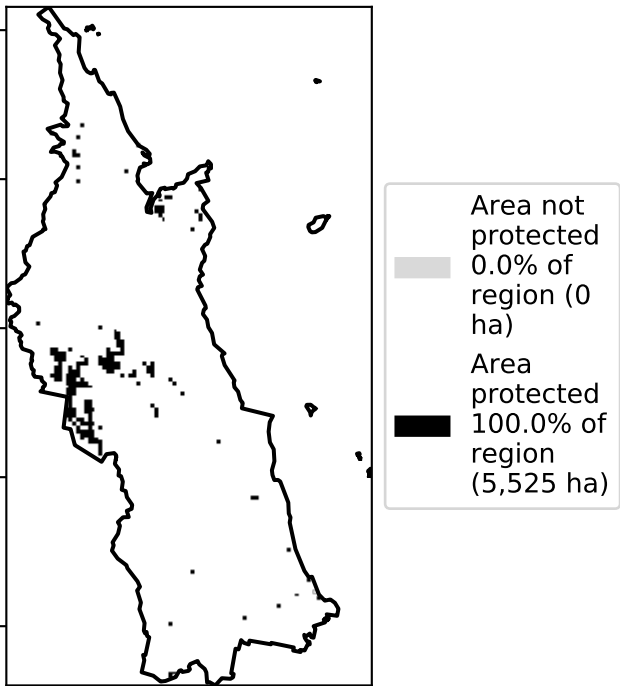 Area not
protected
0.0% of
region (0
ha)
Area
protected
100.0% of
region
(5,525 ha)